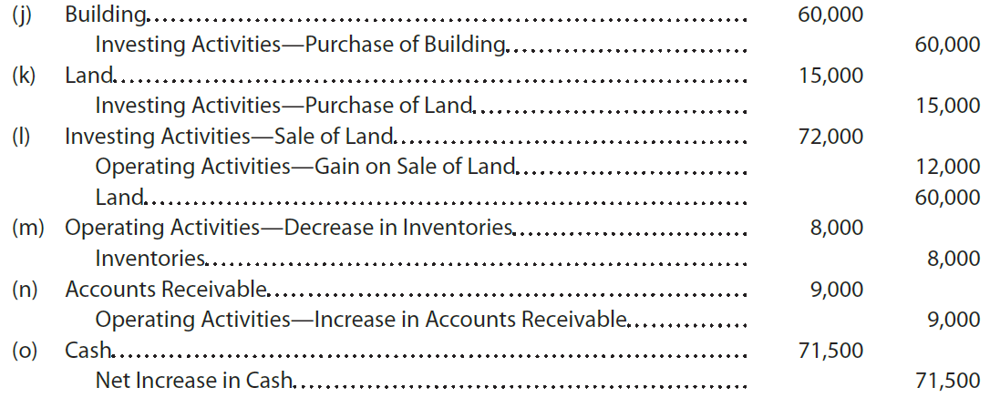 (j) Building 60,000
Investing Activities—Purchase of Building 60,000
(k) Land 15,000
Investing Activities—Purchase of Land 15,000
(l) Investing Activities—Sale of Land 72,000
Operating Activities—Gain on Sale of Land 12,000
Land 60,000
(m) Operating Activities—Decrease in Inventories 8,000
Inventories 8,000
(n) Accounts Receivable 9,000
Operating Activities—Increase in Accounts Receivable 9,000
(o) Cash 71,500
Net Increase in Cash 71,500